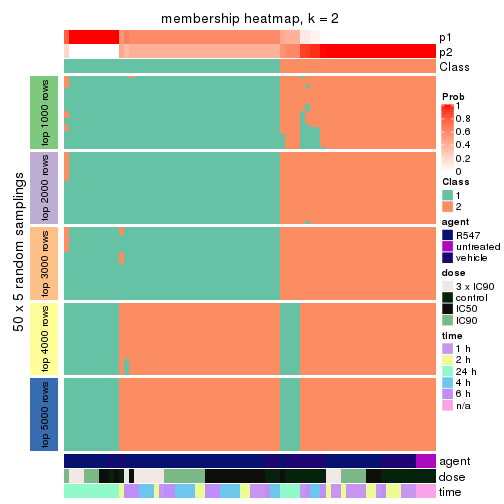 membership heatmap, k = 2
p1
p2
Class
50 x 5 random samplings
top 1000 rows
top 2000 rows
top 3000 rows
top 4000 rows
top 5000 rows
agent
dose
time
Prob
1
0.8
0.6
0.4
0.2
0
Class
1
2
agent
R547
untreated
vehicle
dose
3 x IC90
control
IC50
IC90
time
1 h
2 h
24 h
4 h
6 h
n/a